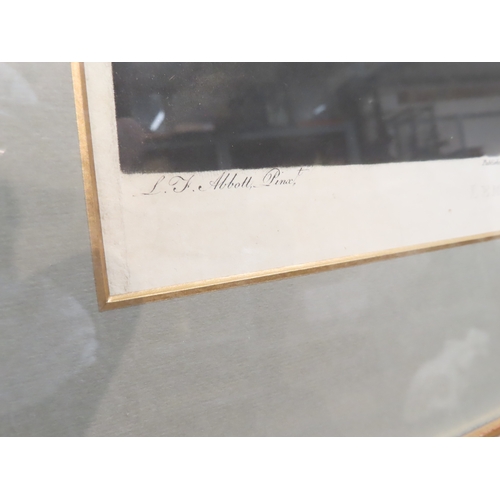 L. F. Abbott, Pinx.t